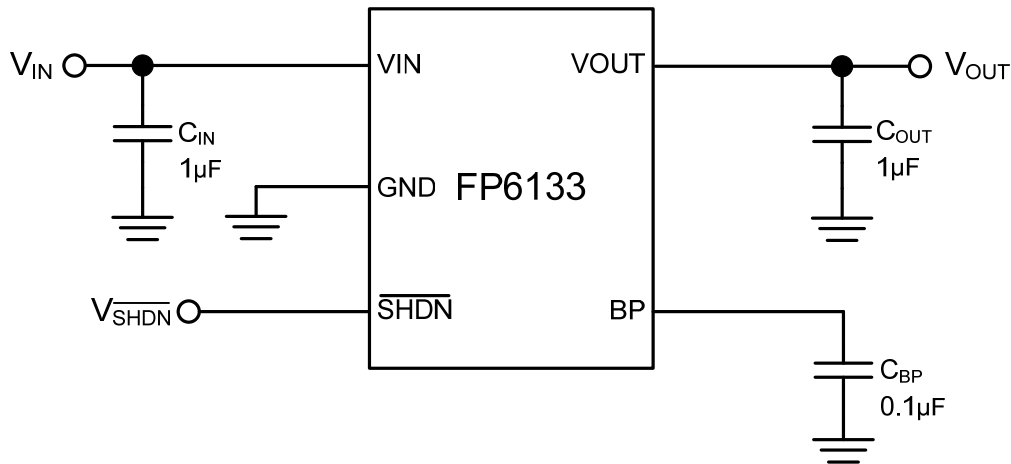 VIN
VIN
VOUT
VOUT
CIN
1µF
COUT
1µF
GND
FP6133
VSHDN
SHDN
BP
CBP
0.1µF